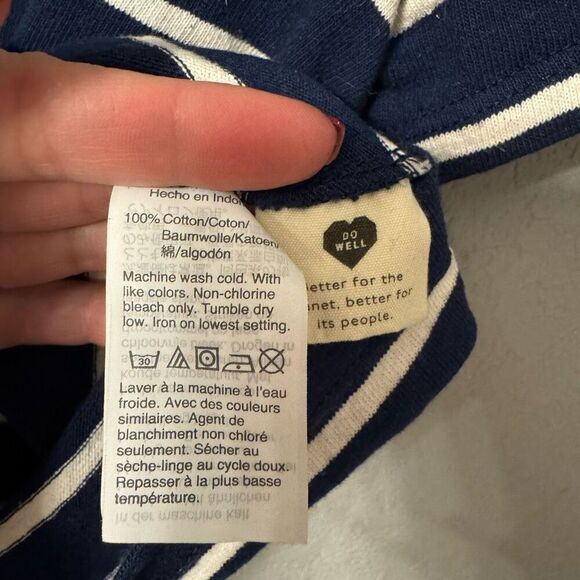 Hecho en Indon
100% Cotton/Coton/
Baumwolle/Katoen/
綿/algodón
Machine wash cold. With
like colors. Non-chlorine
bleach only. Tumble dry
low. Iron on lowest setting.
30
Laver à la machine à l'eau
froide. Avec des couleurs
similaires. Agent de
blanchiment non chloré
seulement. Sécher au
sèche-linge au cycle doux.
Repasser à la plus basse
température.
DO
WELL
etter for the
anet, better for
its people.